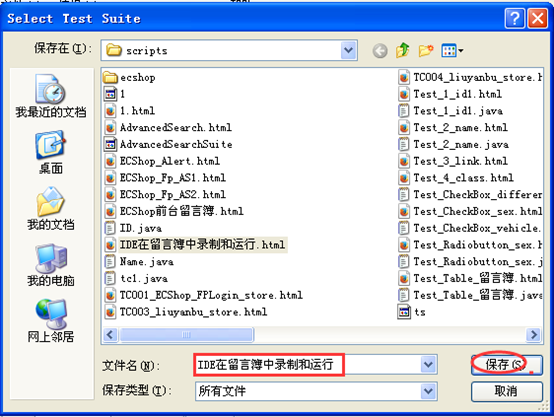 Select Test Suite
保存在(I):
scripts
我最近的文档
桌面
我的文档
我的电脑
网上邻居
ecshop
1
1.html
AdvancedSearch.html
AdvancedSearchSuite
ECShop_Alert.html
ECShop_Fp_AS1.html
ECShop_Fp_AS2.html
ECShop前台留言簿.html
ID.java
IDE在留言簿中录制和运行.html
Name.java
tc1.java
TC001_ECShop_FPLogin_store.html
TC003_liuyanbu_store.html
TC004_liuyanbu_store.h
Test_1_id1.html
Test_1_id1.java
Test_2_name.html
Test_2_name.java
Test_3_link.html
Test_4_class.html
Test_CheckBox_differen
Test_CheckBox_sex.html
Test_CheckBox_vehicle.
Test_Radiobutton_sex.h
Test_Radiobutton_sex.j
Test_Table_留言簿.html
Test_Table_留言簿.java
ts
文件名(N):
IDE在留言簿中录制和运行
保存(S)
保存类型(T):
所有文件
取消